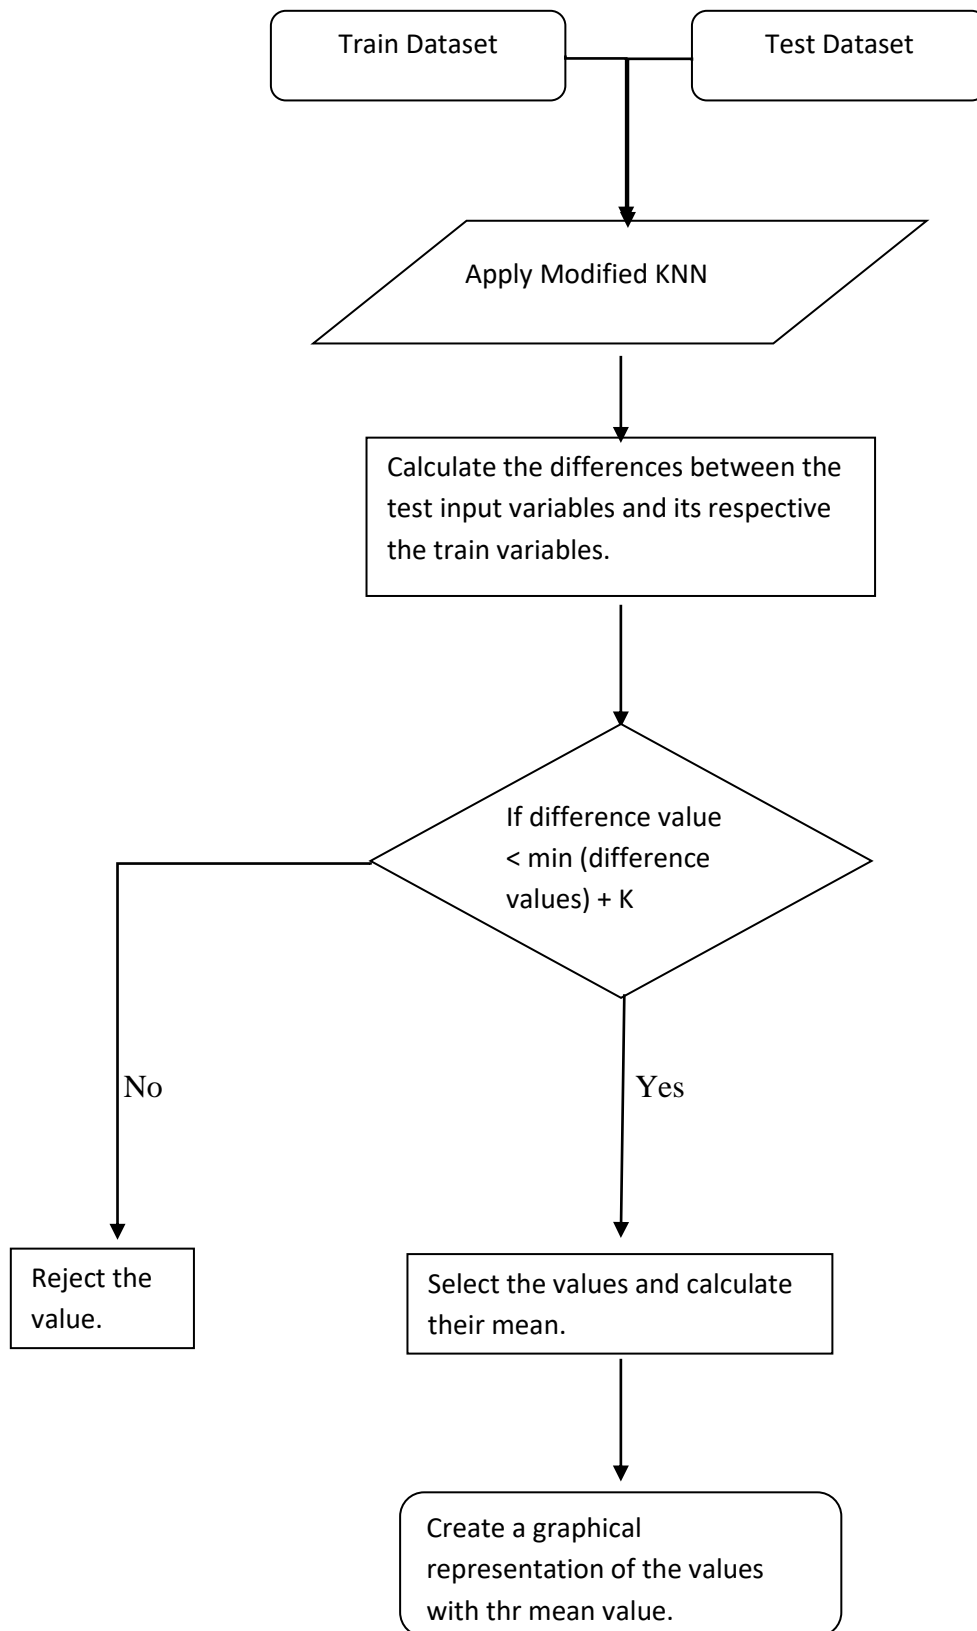 Train Dataset
Test Dataset
Apply Modified KNN
Calculate the differences between the
test input variables and its respective
the train variables.
If difference value
< min (difference
values) + K
No
Yes
Reject the
value.
Select the values and calculate
their mean.
Create a graphical
representation of the values
with thr mean value.